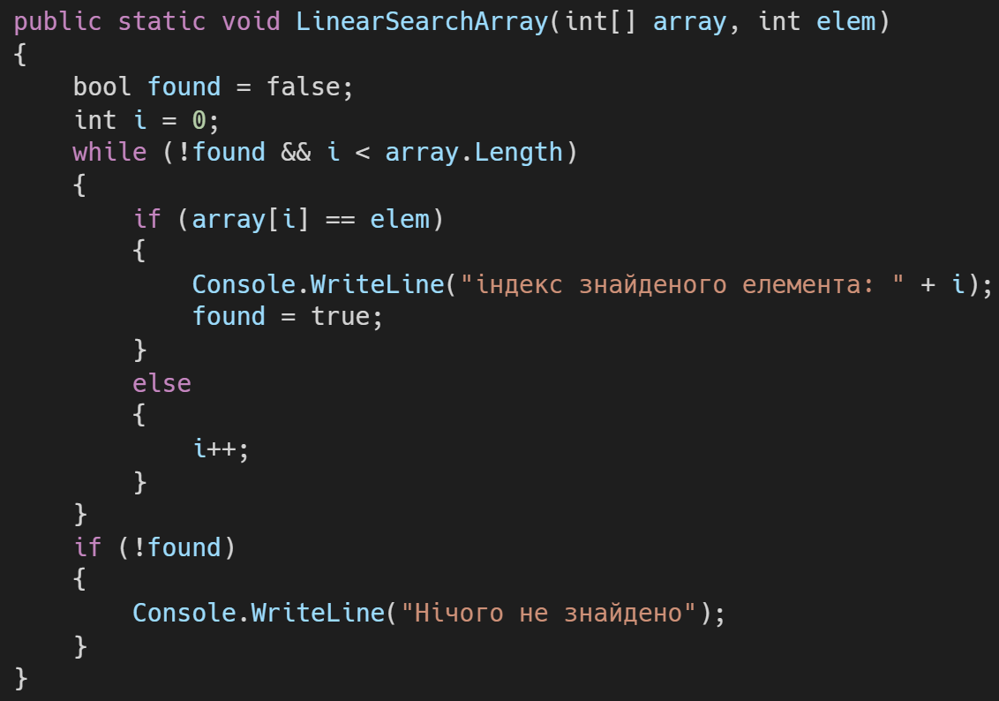 public static void LinearSearchArray(int[] array, int elem)
{
    bool found = false;
    int i = 0;
    while (!found && i < array.Length)
    {
        if (array[i] == elem)
        {
            Console.WriteLine("індекс знайденого елемента: " + i);
            found = true;
        }
        else
        {
            i++;
        }
    }
    if (!found)
    {
        Console.WriteLine("Нічого не знайдено");
    }
}